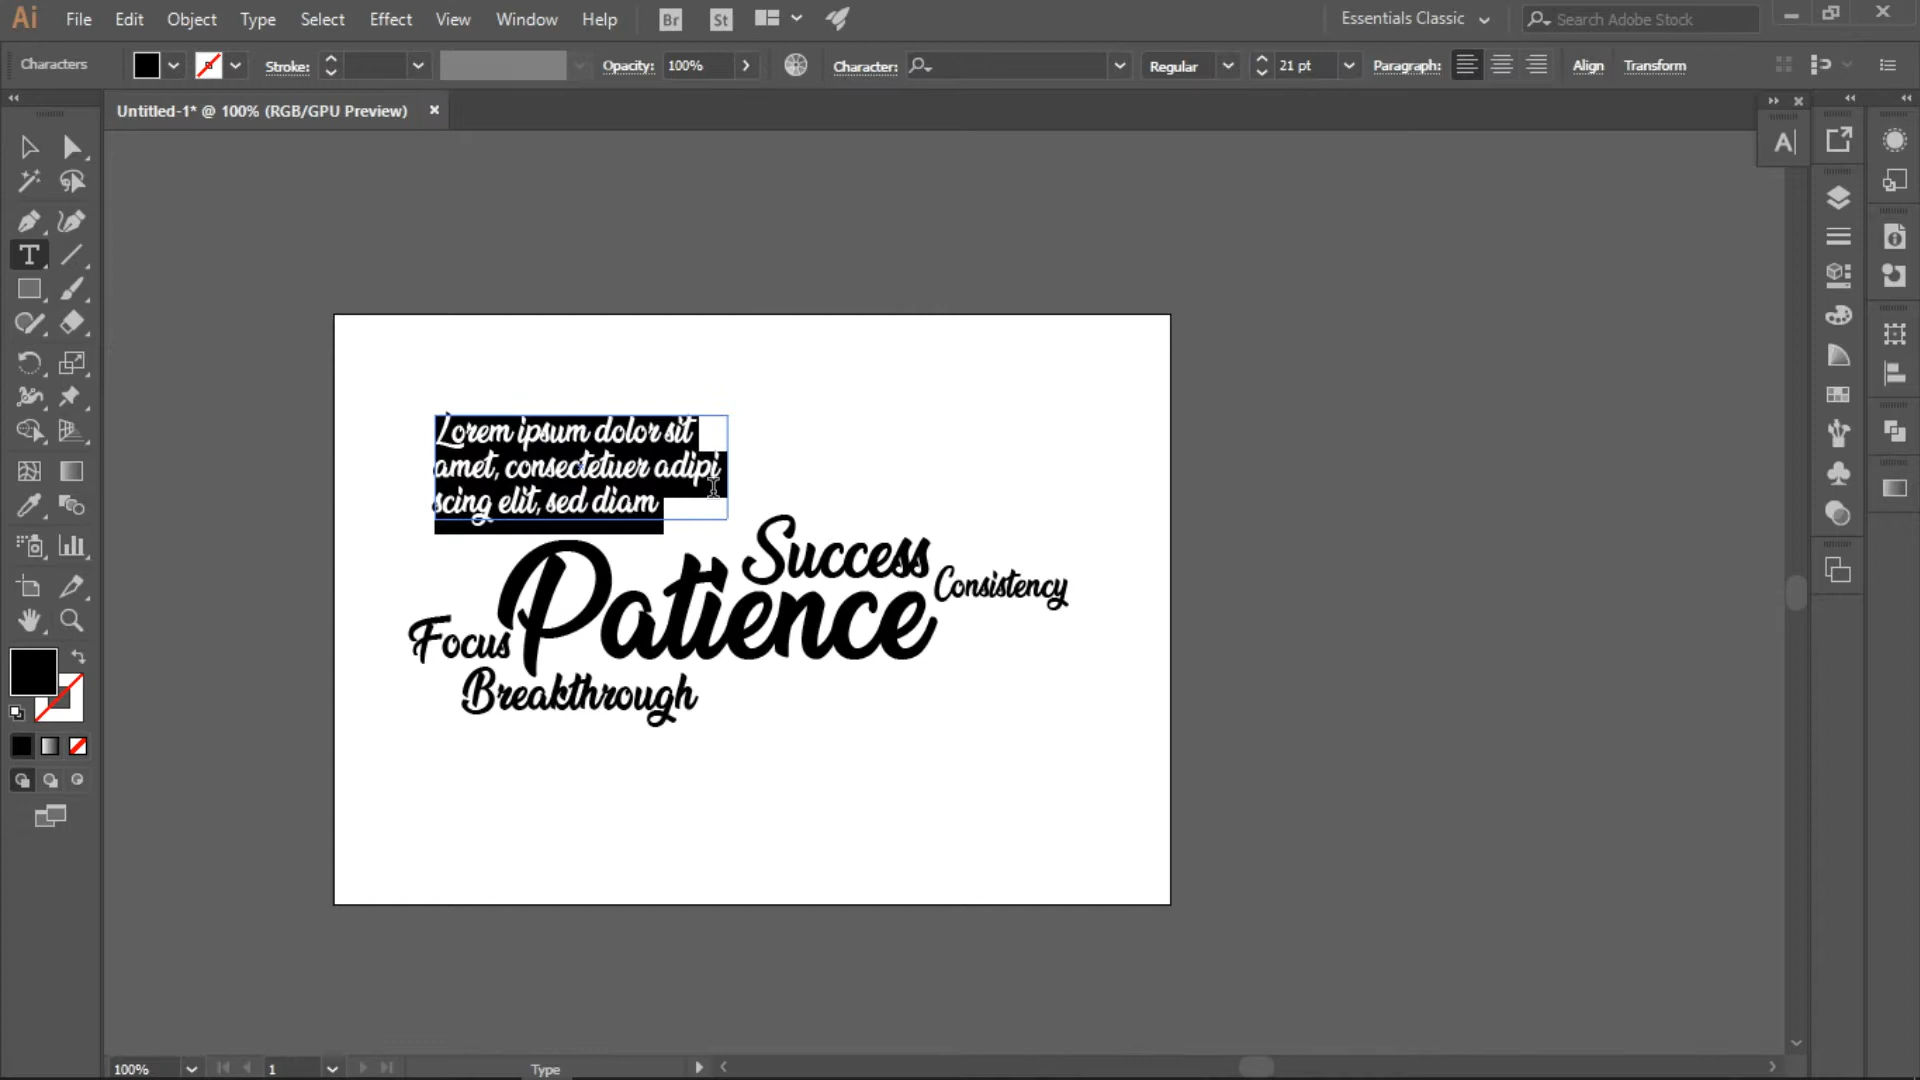 Ai File Edit Object Type Select Effect View Window Help Br St Essentials Classic Search Adobe Stock
Characters Stroke: Opacity: 100% Character: Regular 21 pt Paragraph: Align Transform
Untitled-1* @ 100% (RGB/GPU Preview)
Lorem ipsum dolor sit
amet, consectetuer adipi
scing elit, sed diam
Success
Consistency
Patience
Focus
Breakthrough
100% 1 Type